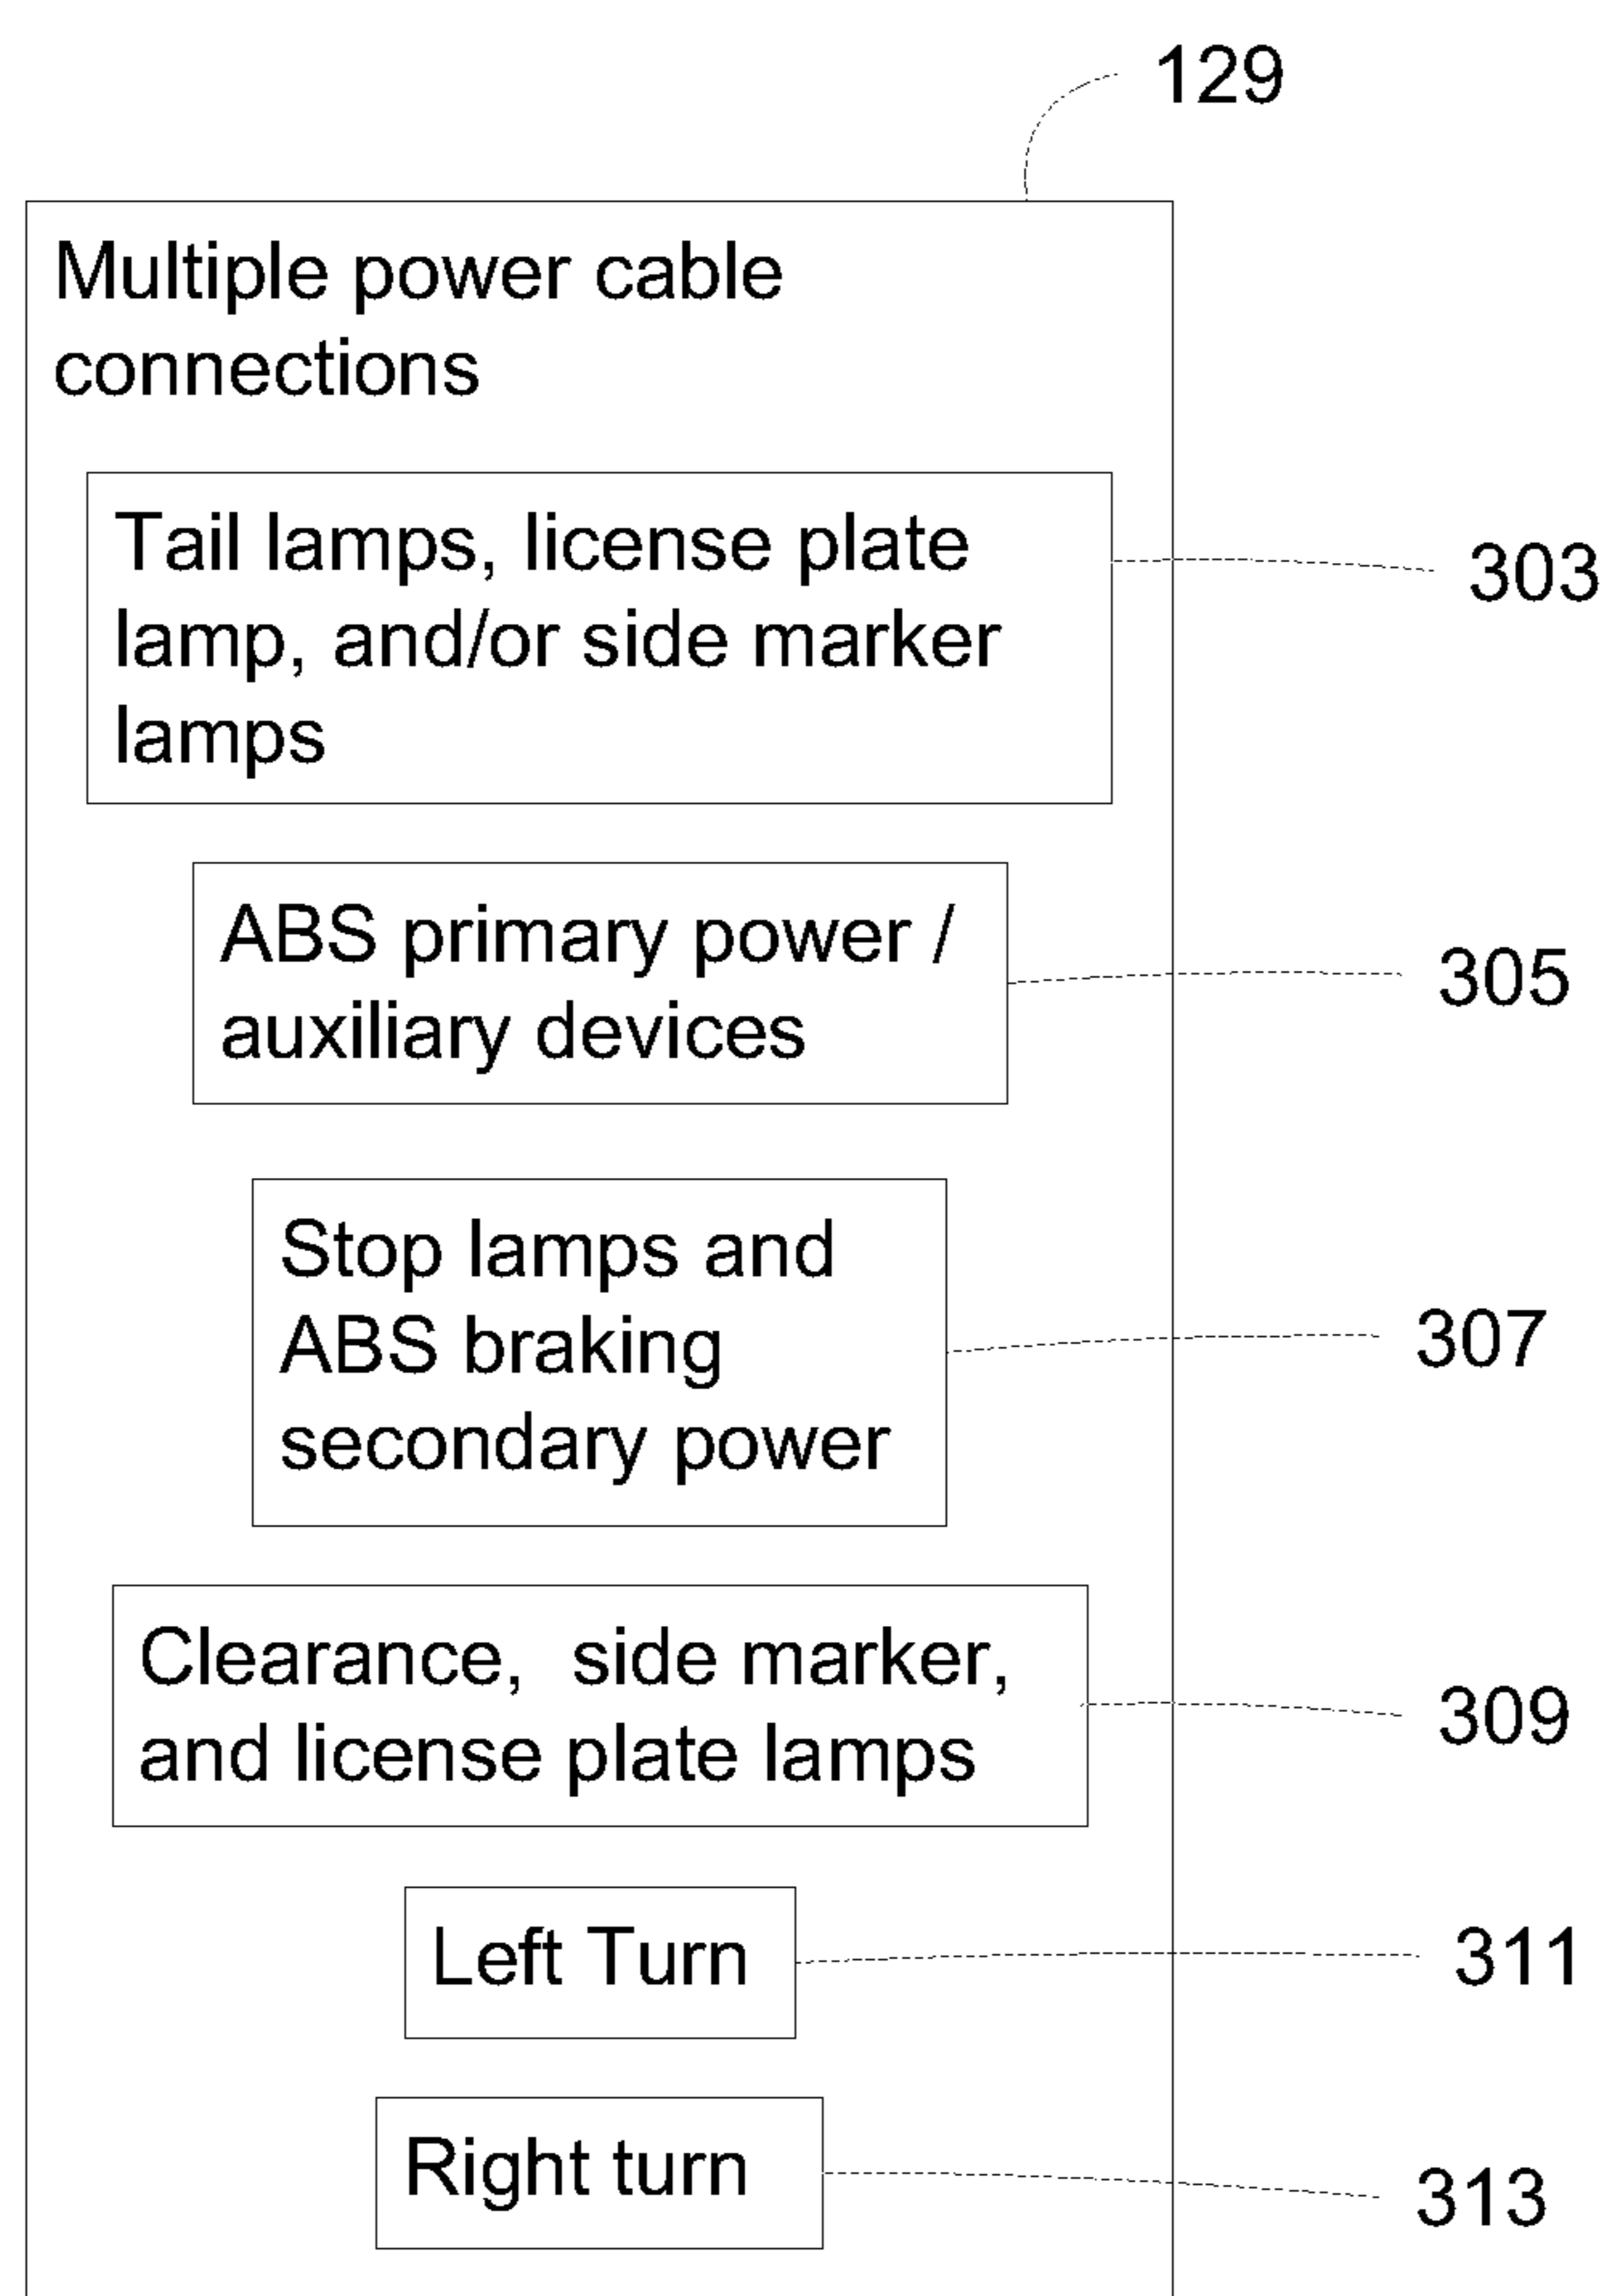 129
Multiple power cable
connections
Tail lamps, license plate
lamp, and/or side marker
lamps
303
ABS primary power /
auxiliary devices
305
Stop lamps and
ABS braking
secondary power
307
Clearance,  side marker,
and license plate lamps
309
Left Turn
311
Right turn
313